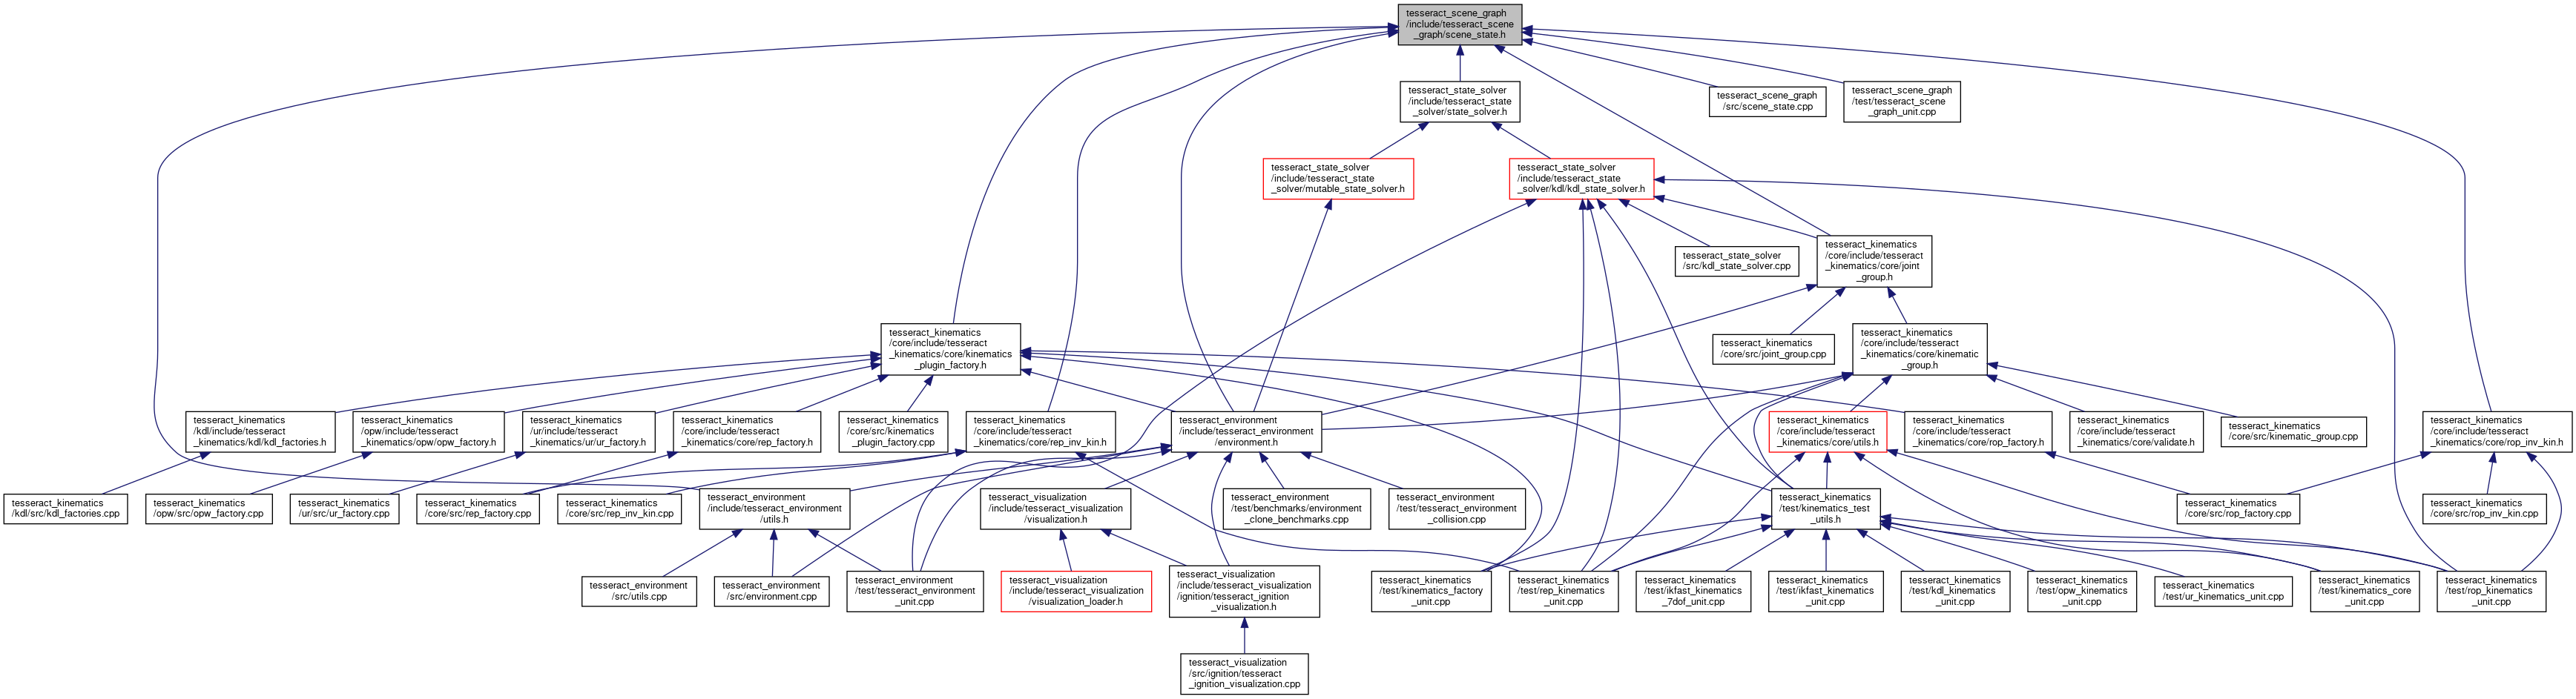 tesseract_scene_graph
/include/tesseract_scene
_graph/scene_state.h
tesseract_state_solver
/include/tesseract_state
_solver/state_solver.h
tesseract_scene_graph
/src/scene_state.cpp
tesseract_scene_graph
/test/tesseract_scene
_graph_unit.cpp
tesseract_state_solver
/include/tesseract_state
_solver/mutable_state_solver.h
tesseract_state_solver
/include/tesseract_state
_solver/kdl/kdl_state_solver.h
tesseract_state_solver
/src/kdl_state_solver.cpp
tesseract_kinematics
/core/include/tesseract
_kinematics/core/joint
_group.h
tesseract_kinematics
/core/include/tesseract
_kinematics/core/kinematics
_plugin_factory.h
tesseract_kinematics
/core/src/joint_group.cpp
tesseract_kinematics
/core/include/tesseract
_kinematics/core/kinematic
_group.h
tesseract_kinematics
/kdl/include/tesseract
_kinematics/kdl/kdl_factories.h
tesseract_kinematics
/opw/include/tesseract
_kinematics/opw/opw_factory.h
tesseract_kinematics
/ur/include/tesseract
_kinematics/ur/ur_factory.h
tesseract_kinematics
/core/include/tesseract
_kinematics/core/rep_factory.h
tesseract_kinematics
/core/src/kinematics
_plugin_factory.cpp
tesseract_kinematics
/core/include/tesseract
_kinematics/core/rep_inv_kin.h
tesseract_environment
/include/tesseract_environment
/environment.h
tesseract_kinematics
/core/include/tesseract
_kinematics/core/utils.h
tesseract_kinematics
/core/include/tesseract
_kinematics/core/rop_factory.h
tesseract_kinematics
/core/include/tesseract
_kinematics/core/validate.h
tesseract_kinematics
/core/src/kinematic_group.cpp
tesseract_kinematics
/core/include/tesseract
_kinematics/core/rop_inv_kin.h
tesseract_kinematics
/kdl/src/kdl_factories.cpp
tesseract_kinematics
/opw/src/opw_factory.cpp
tesseract_kinematics
/ur/src/ur_factory.cpp
tesseract_kinematics
/core/src/rep_factory.cpp
tesseract_kinematics
/core/src/rep_inv_kin.cpp
tesseract_environment
/include/tesseract_environment
/utils.h
tesseract_visualization
/include/tesseract_visualization
/visualization.h
tesseract_environment
/test/benchmarks/environment
_clone_benchmarks.cpp
tesseract_environment
/test/tesseract_environment
_collision.cpp
tesseract_kinematics
/test/kinematics_test
_utils.h
tesseract_kinematics
/core/src/rop_factory.cpp
tesseract_kinematics
/core/src/rop_inv_kin.cpp
tesseract_environment
/src/utils.cpp
tesseract_environment
/src/environment.cpp
tesseract_environment
/test/tesseract_environment
_unit.cpp
tesseract_visualization
/include/tesseract_visualization
/visualization_loader.h
tesseract_visualization
/include/tesseract_visualization
/ignition/tesseract_ignition
_visualization.h
tesseract_kinematics
/test/kinematics_factory
_unit.cpp
tesseract_kinematics
/test/rep_kinematics
_unit.cpp
tesseract_kinematics
/test/ikfast_kinematics
_7dof_unit.cpp
tesseract_kinematics
/test/ikfast_kinematics
_unit.cpp
tesseract_kinematics
/test/kdl_kinematics
_unit.cpp
tesseract_kinematics
/test/opw_kinematics
_unit.cpp
tesseract_kinematics
/test/ur_kinematics_unit.cpp
tesseract_kinematics
/test/kinematics_core
_unit.cpp
tesseract_kinematics
/test/rop_kinematics
_unit.cpp
tesseract_visualization
/src/ignition/tesseract
_ignition_visualization.cpp